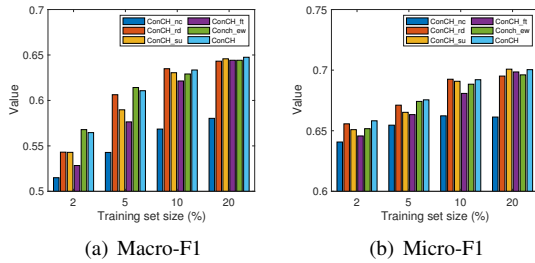 0.65
0.6
0.55
0.5
Value
2 5 10 20
Training set size (%)
ConCH_nc ConCH_ft
ConCH_rd Conch_ew
ConCH_su ConCH
(a) Macro-F1
0.75
0.7
0.65
0.6
Value
2 5 10 20
Training set size (%)
ConCH_nc ConCH_ft
ConCH_rd Conch_ew
ConCH_su ConCH
(b) Micro-F1